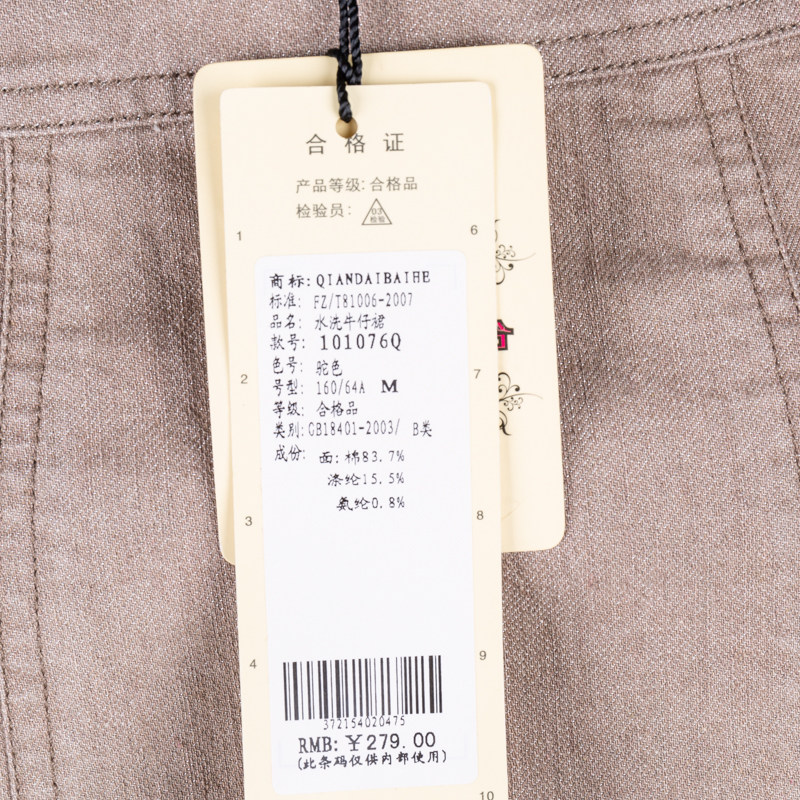 合格证
产品等级:合格品
检验员:
03
检验
1
6
商标:QIANDAIBAIHE
标准: FZ/T81006-2007
品名: 水洗牛仔裙
款号: 101076Q
色号: 驼色
2
7
号型: 160/64A M
等级: 合格品
类别:GB18401-2003/ B类
成份: 面:棉83.7%
涤纶15.5%
氨纶0.8%
3
8
4
9
372154020475
RMB:￥279.00
(此条码仅供内部使用)
10